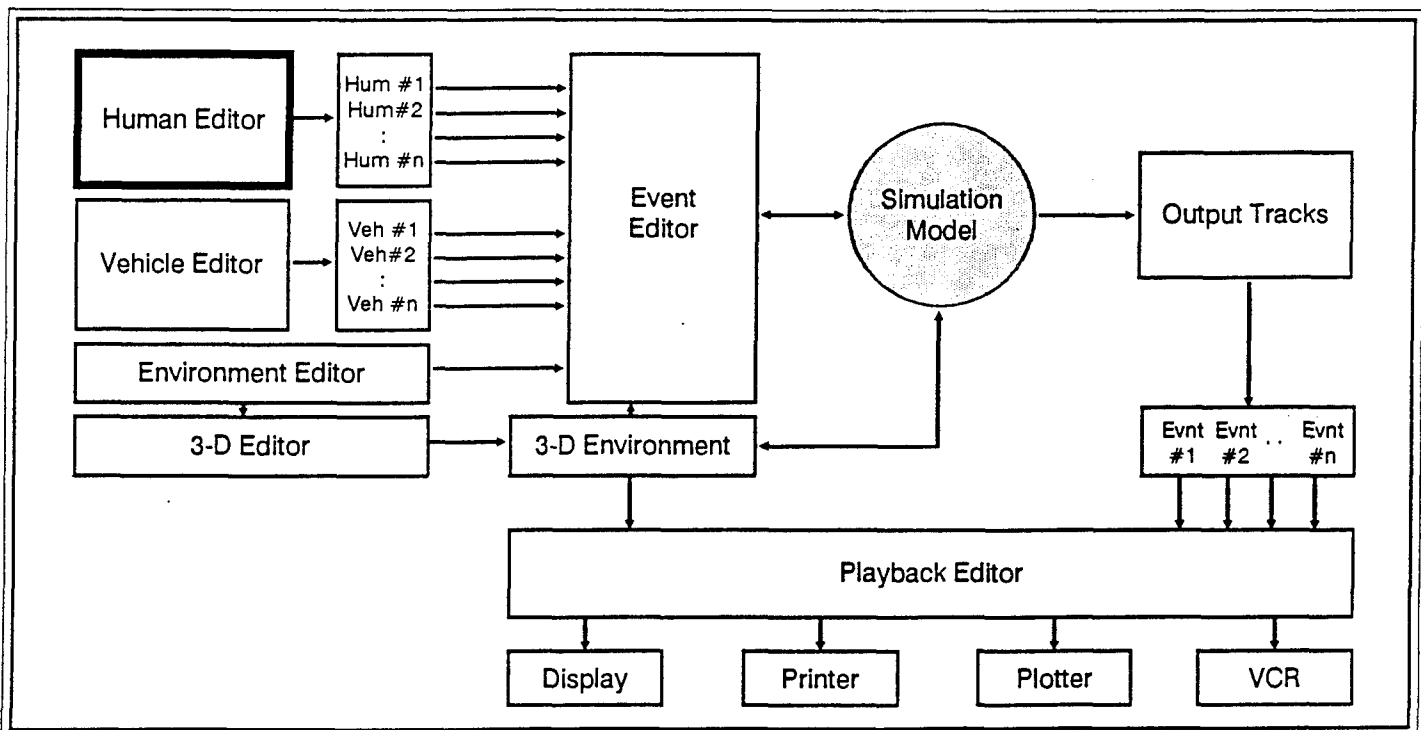 Human Editor
Hum #1
Hum#2
:
Hum #n
Vehicle Editor
Veh #1
Veh#2
:
Veh #n
Environment Editor
3-D Editor
Event
Editor
3-D Environment
Simulation
Model
Output Tracks
Evnt Evnt .. Evnt
#1 #2 #n
Playback Editor
Display
Printer
Plotter
VCR